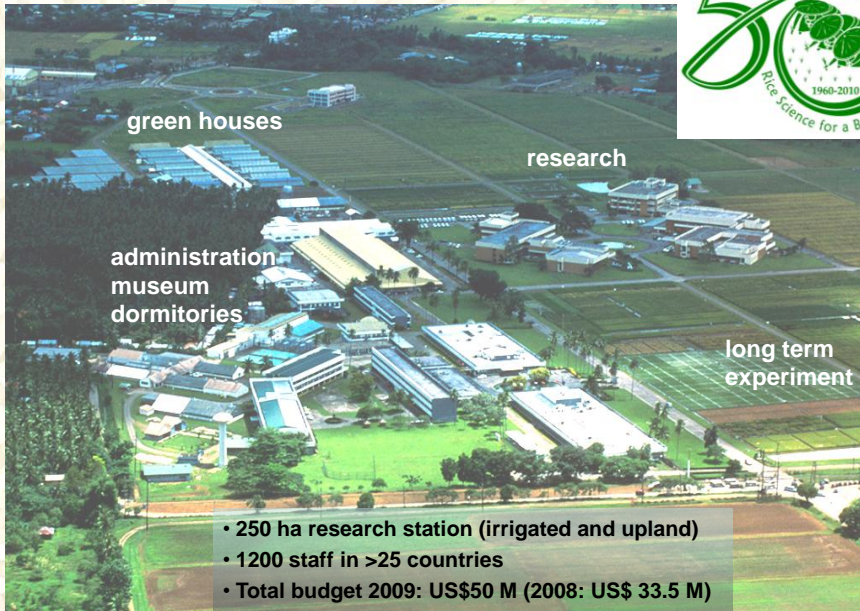 50
1960-2010
Rice Science for a B
green houses
research
administration
museum
dormitories
long term
experiment
• 250 ha research station (irrigated and upland)
• 1200 staff in >25 countries
• Total budget 2009: US$50 M (2008: US$ 33.5 M)